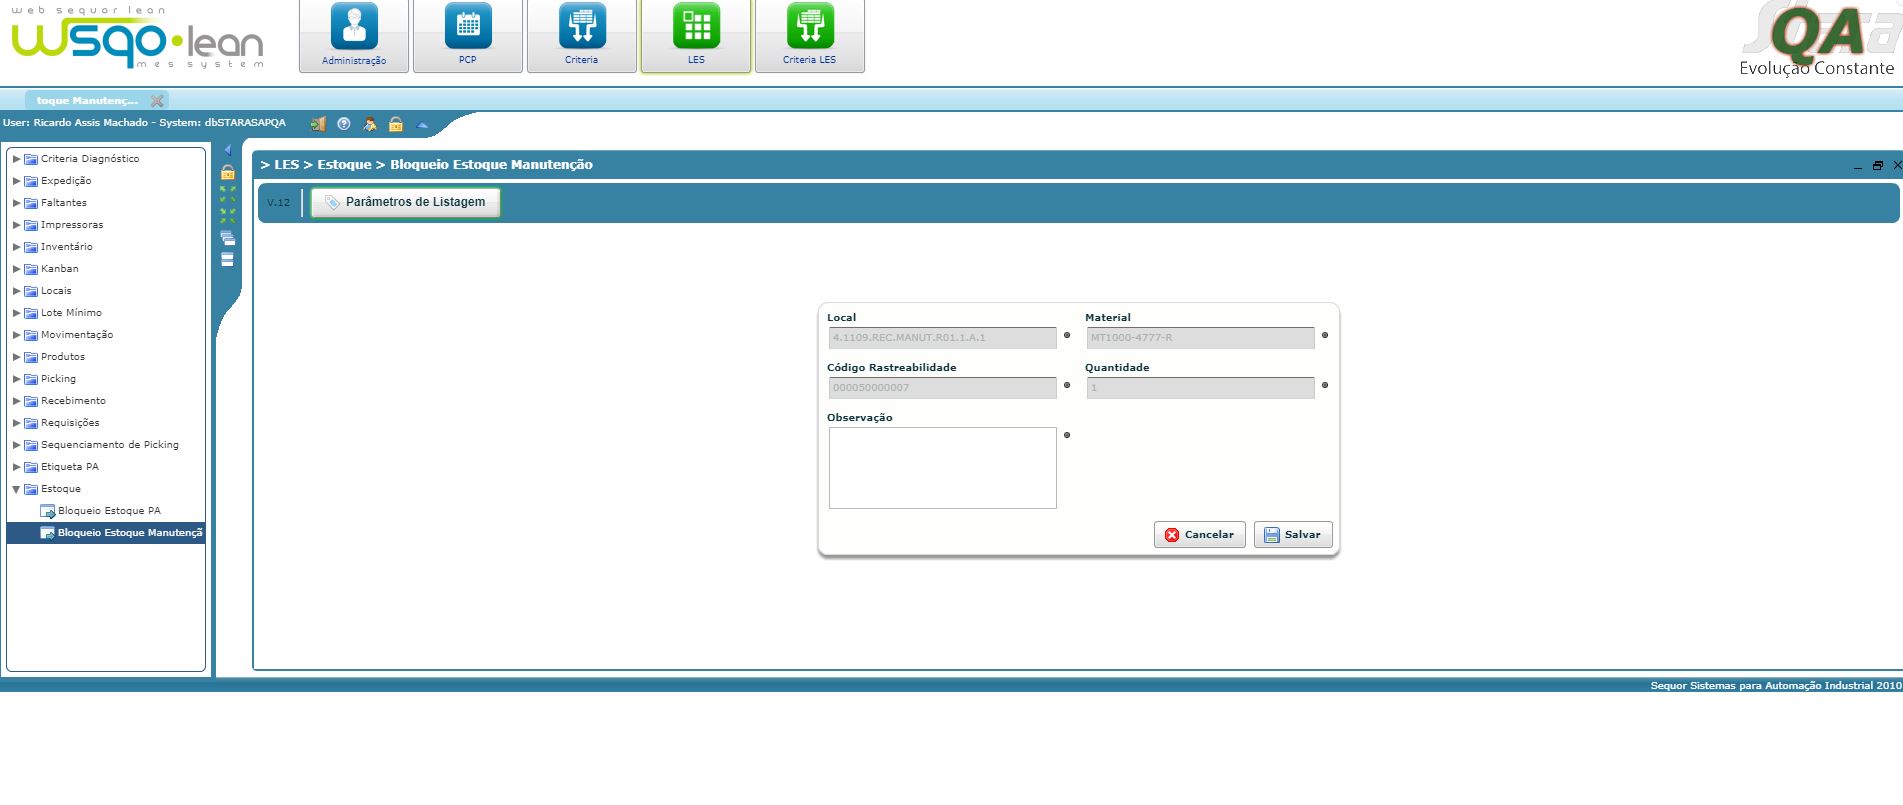 web sequor lean
wsqo·lean
mes system
Administração
PCP
Criteria
LES
Criteria LES
QA
Evolução Constante
toque Manutenç...
User: Ricardo Assis Machado - System: dbSTARASAPQA
Criteria Diagnóstico
Expedição
Faltantes
Impressoras
Inventário
Kanban
Locais
Lote Mínimo
Movimentação
Produtos
Picking
Recebimento
Requisições
Sequenciamento de Picking
Etiqueta PA
Estoque
Bloqueio Estoque PA
Bloqueio Estoque Manutençã
> LES > Estoque > Bloqueio Estoque Manutenção
V.12
Parâmetros de Listagem
Local
Material
4.1109.REC.MANUT.R01.1.A.1
MT1000-4777-R
Código Rastreabilidade
Quantidade
000050000007
1
Observação
Cancelar
Salvar
Sequor Sistemas para Automação Industrial 2010